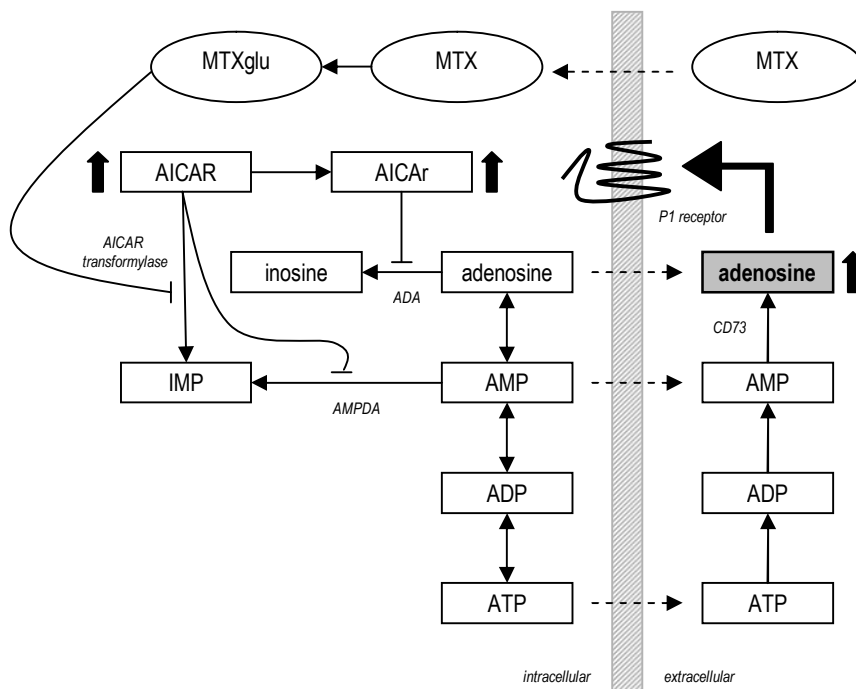 MTXglu
MTX
MTX
AICAR
AICAr
P1 receptor
AICAR
transformylase
inosine
adenosine
adenosine
ADA
CD73
IMP
AMP
AMP
AMPDA
ADP
ADP
ATP
ATP
intracellular
extracellular